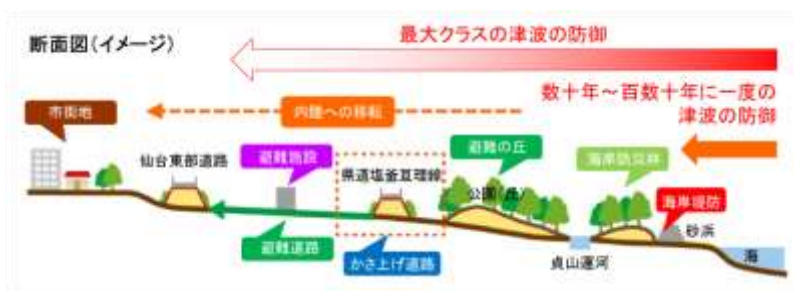 断面図(イメージ)
最大クラスの津波の防御
数十年～百数十年に一度の
津波の防御
内陸への移転
市街地
仙台東部道路
避難施設
県道塩釜亘理線
避難の丘
公園(丘)
海岸防災林
海岸堤防
砂浜
海
貞山運河
避難道路
かさ上げ道路